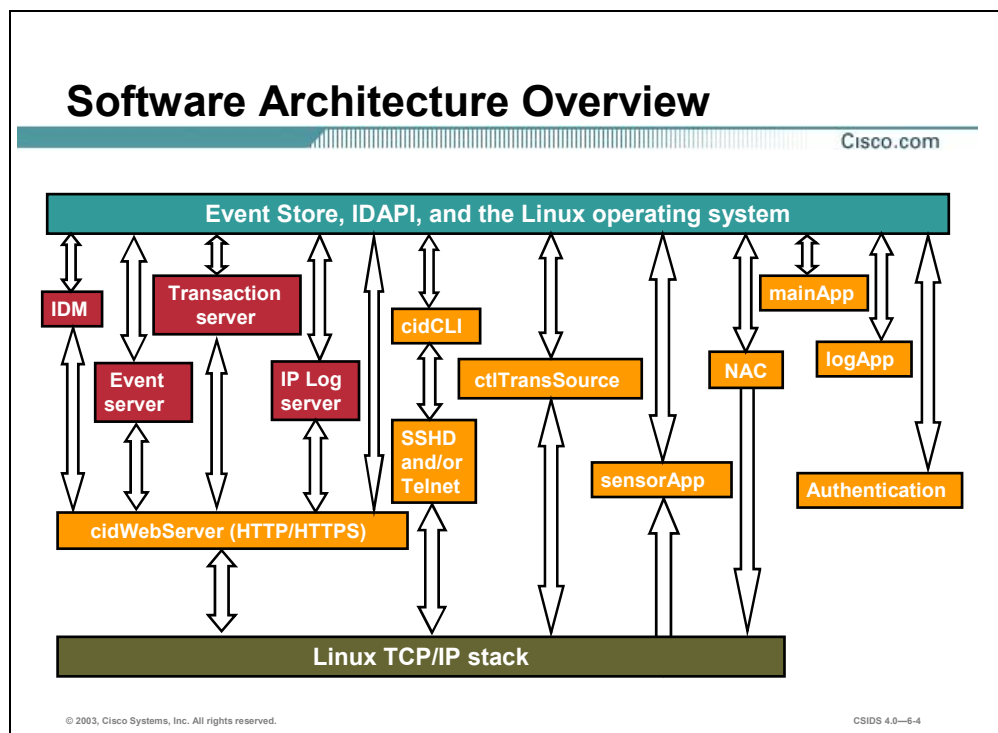 Software Architecture Overview
Cisco.com
Event Store, IDAPI, and the Linux operating system
IDM
Transaction
server
Event
server
IP Log
server
cidCLI
SSHD
and/or
Telnet
ctlTransSource
sensorApp
NAC
mainApp
logApp
Authentication
cidWebServer (HTTP/HTTPS)
Linux TCP/IP stack
© 2003, Cisco Systems, Inc. All rights reserved.
CSIDS 4.0—6-4